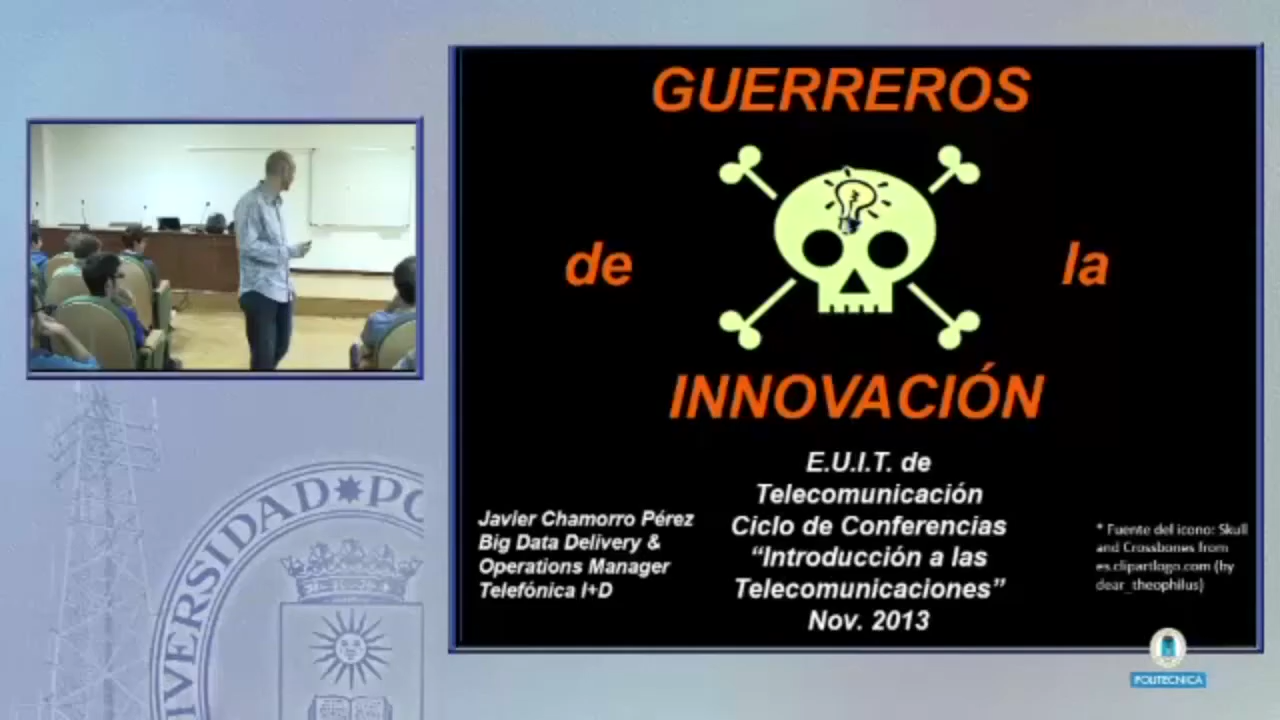 GUERREROS
de
la
INNOVACIÓN
E.U.I.T. de
Telecomunicación
Ciclo de Conferencias
“Introducción a las
Telecomunicaciones”
Nov. 2013
Javier Chamorro Pérez
Big Data Delivery &
Operations Manager
Telefónica I+D
* Fuente del icono: Skull
and Crossbones from
es.clipartlogo.com (by
dear_theophilus)
POLITECNICA